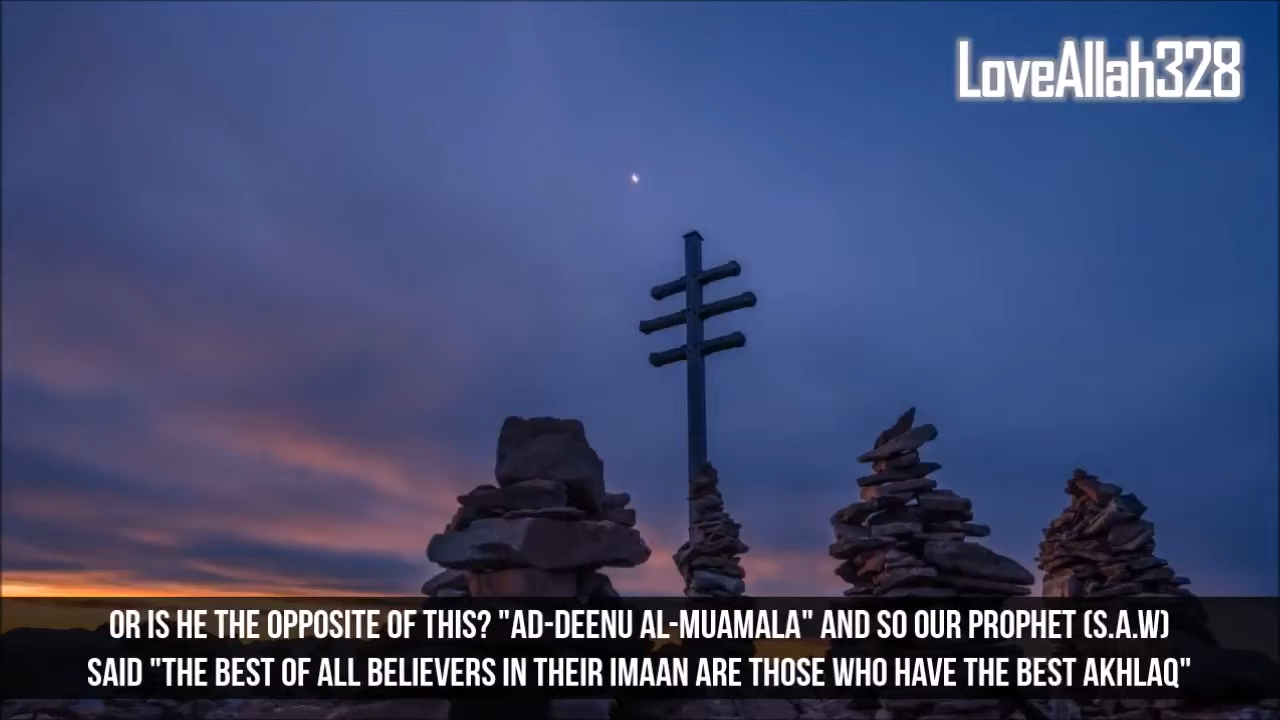 LoveAllah328
OR IS HE THE OPPOSITE OF THIS? "AD-DEENU AL-MUAMALA" AND SO OUR PROPHET (S.A.W)
SAID "THE BEST OF ALL BELIEVERS IN THEIR IMAAN ARE THOSE WHO HAVE THE BEST AKHLAQ"